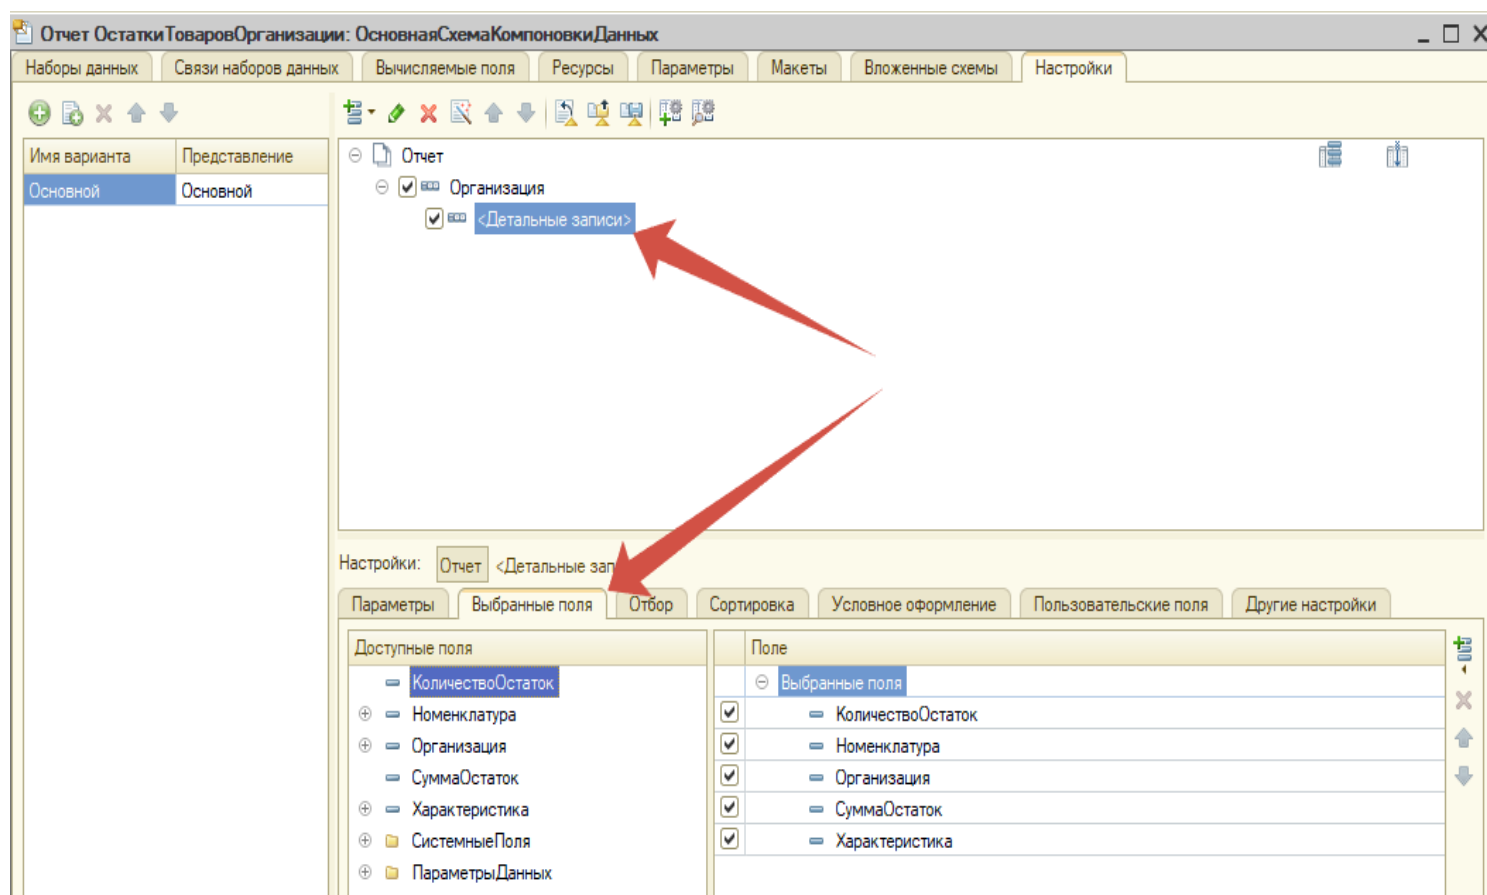 Отчет ОстаткиТоваровОрганизации: ОсновнаяСхемаКомпоновкиДанных
Наборы данных Связи наборов данных Вычисляемые поля Ресурсы Параметры Макеты Вложенные схемы Настройки
Имя варианта Представление
Основной Основной
Отчет
Организация
<Детальные записи>
Настройки: Отчет <Детальные зап
Параметры Выбранные поля Отбор Сортировка Условное оформление Пользовательские поля Другие настройки
Доступные поля
КоличествоОстаток
Номенклатура
Организация
СуммаОстаток
Характеристика
СистемныеПоля
ПараметрыДанных
Поле
Выбранные поля
КоличествоОстаток
Номенклатура
Организация
СуммаОстаток
Характеристика